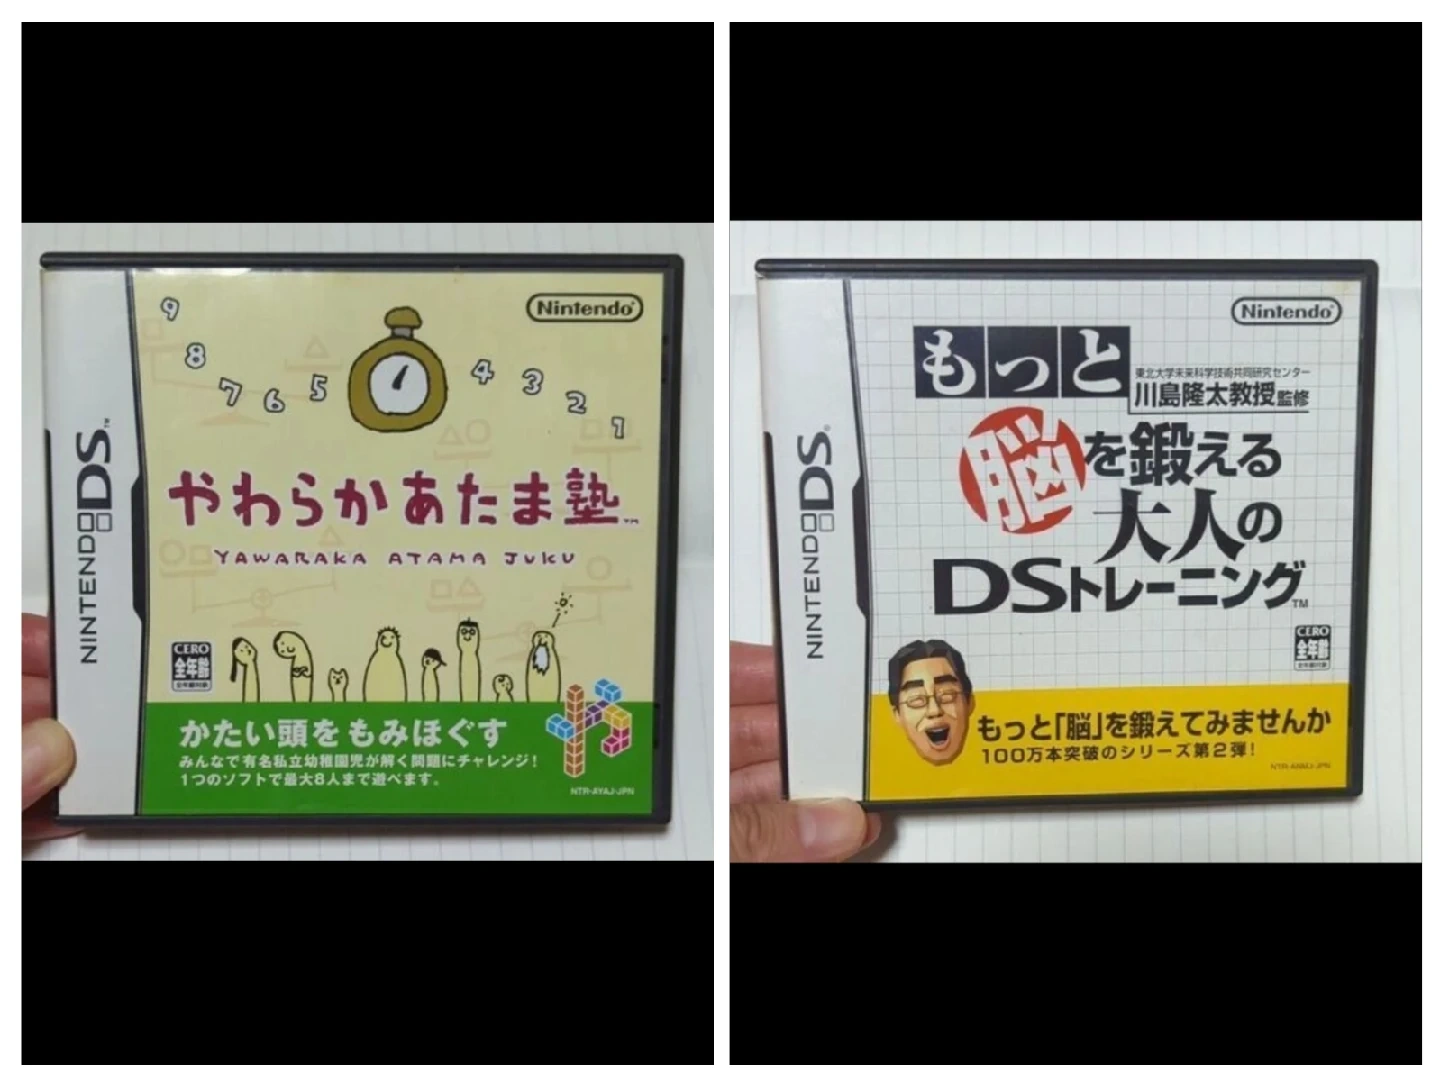 Nintendo
9
8
7
6
5
4
3
2
1
やわらかあたま塾™
YAWARAKA ATAMA JUKU
NINTENDO DS™
CERO
全年齢
かたい頭をもみほぐす
みんなで有名私立幼稚園児が解く問題にチャレンジ!
1つのソフトで最大8人まで遊べます。
NTR-AYAJ-JPN
Nintendo
もっと
東北大学未来科学技術共同研究センター
川島隆太教授監修
脳を鍛える
大人の
DSトレーニング™
NINTENDO DS
CERO
全年齢
もっと「脳」を鍛えてみませんか
100万本突破のシリーズ第2弾!